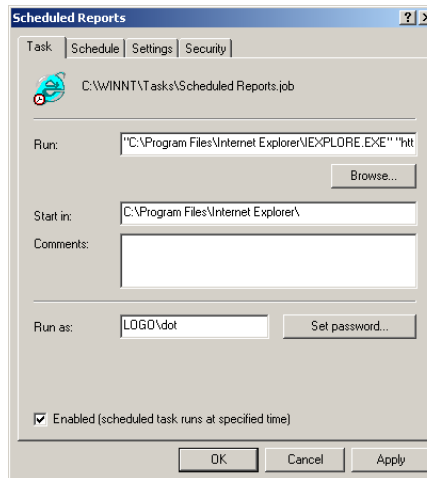 Scheduled Reports
Task Schedule Settings Security
C:\WINNT\Tasks\Scheduled Reports.job
Run: "C:\Program Files\Internet Explorer\IEXPLORE.EXE" "htt
Browse...
Start in: C:\Program Files\Internet Explorer\
Comments:
Run as: LOGO\dot Set password...
Enabled (scheduled task runs at specified time)
OK Cancel Apply